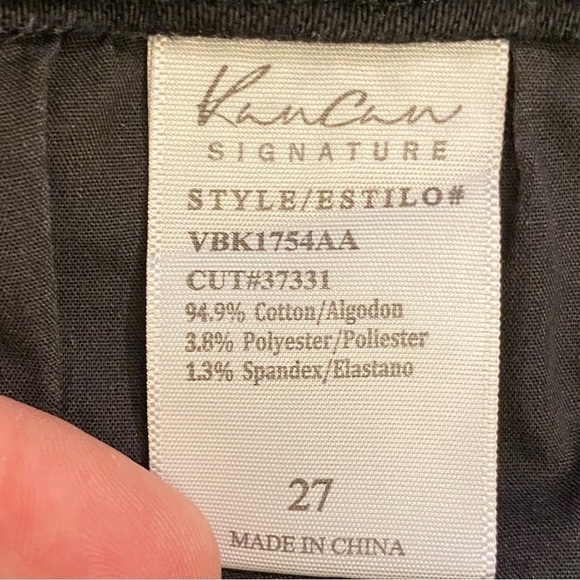 KanCan
SIGNATURE
STYLE/ESTILO#
VBK1754AA
CUT#37331
94.9% Cotton/Algodon
3.8% Polyester/Poliester
1.3% Spandex/Elastano
27
MADE IN CHINA